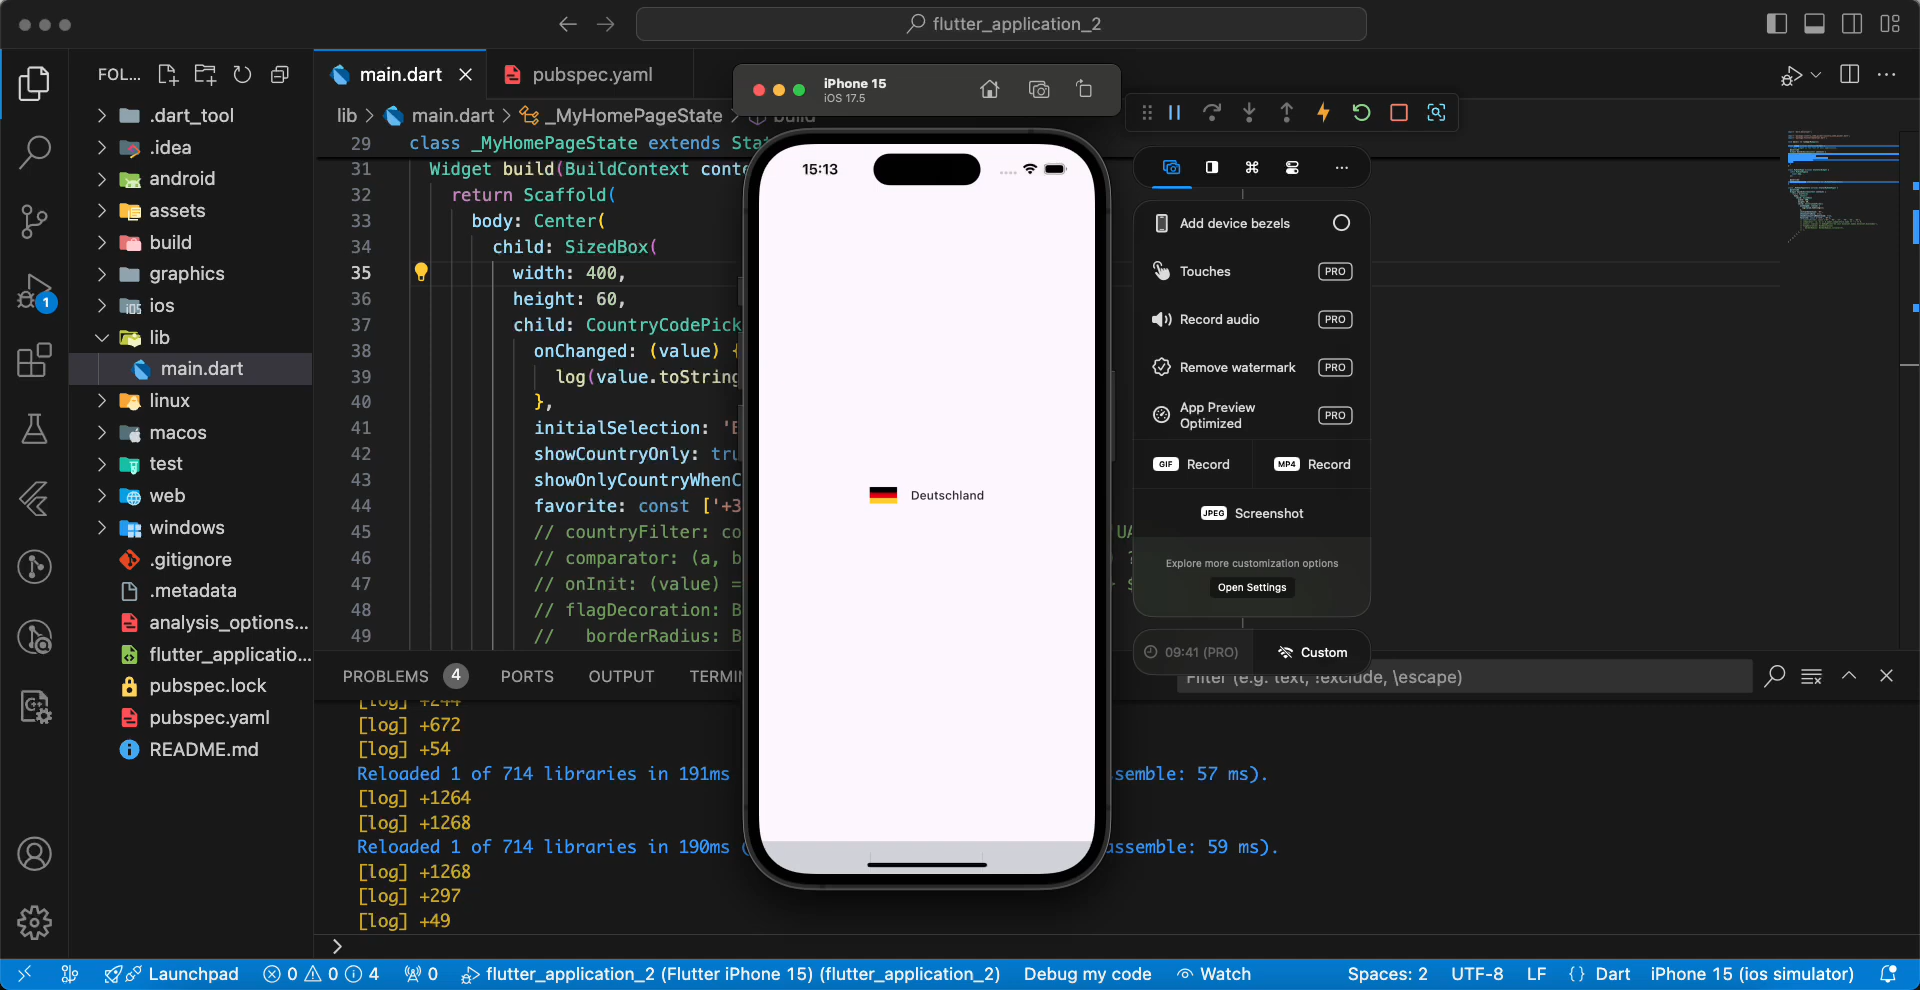 flutter_application_2
FOL...
main.dart
pubspec.yaml
iPhone 15
iOS 17.5
lib
main.dart
_MyHomePageState
build
.dart_tool
.idea
android
assets
build
graphics
ios
lib
main.dart
linux
macos
test
web
windows
.gitignore
.metadata
analysis_options...
flutter_applicatio...
pubspec.lock
pubspec.yaml
README.md
1
29 class _MyHomePageState extends Stat
31 Widget build(BuildContext conte
32 return Scaffold(
33 body: Center(
34 child: SizedBox(
35 width: 400,
36 height: 60,
37 child: CountryCodePick
38 onChanged: (value) {
39 log(value.toString
40 },
41 initialSelection: '
42 showCountryOnly: tru
43 showOnlyCountryWhenC
44 favorite: const ['+3
45 // countryFilter: co
46 // comparator: (a, b
47 // onInit: (value) =
48 // flagDecoration: B
49 // borderRadius: B
15:13
Deutschland
Add device bezels
Touches PRO
Record audio PRO
Remove watermark PRO
App Preview
Optimized PRO
GIF Record
MP4 Record
JPEG Screenshot
Explore more customization options
Open Settings
09:41 (PRO)
Custom
PROBLEMS 4 PORTS OUTPUT TERMIN
Filter (e.g. text, !exclude, \escape)
[log] +244
[log] +672
[log] +54
Reloaded 1 of 714 libraries in 191ms semble: 57 ms).
[log] +1264
[log] +1268
Reloaded 1 of 714 libraries in 190ms ( assemble: 59 ms).
[log] +1268
[log] +297
[log] +49
Launchpad 0 0 4 0 flutter_application_2 (Flutter iPhone 15) (flutter_application_2) Debug my code Watch Spaces: 2 UTF-8 LF {} Dart iPhone 15 (ios simulator)